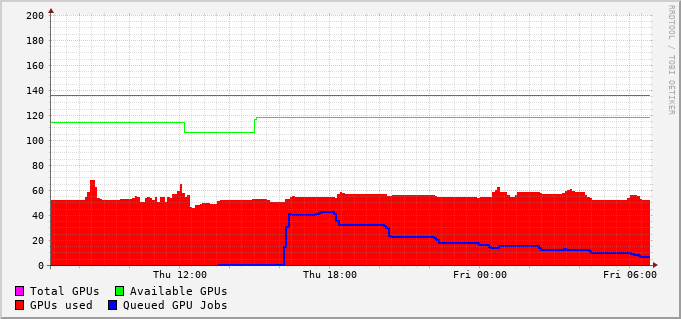 200
180
160
140
120
100
80
60
40
20
0
Thu 12:00 Thu 18:00 Fri 00:00 Fri 06:00
Total GPUs Available GPUs
GPUs used Queued GPU Jobs
RRDTOOL / TOBI OETIKER